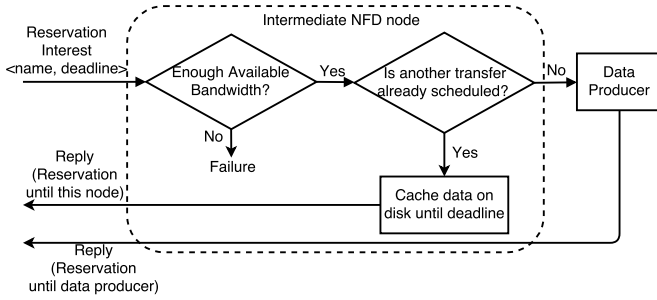 Intermediate NFD node
Reservation
Interest
<name, deadline>
Enough Available
Bandwidth?
Yes
Is another transfer
already scheduled?
No
Data
Producer
No
Failure
Yes
Reply
(Reservation
until this node)
Cache data on
disk until deadline
Reply
(Reservation
until data producer)